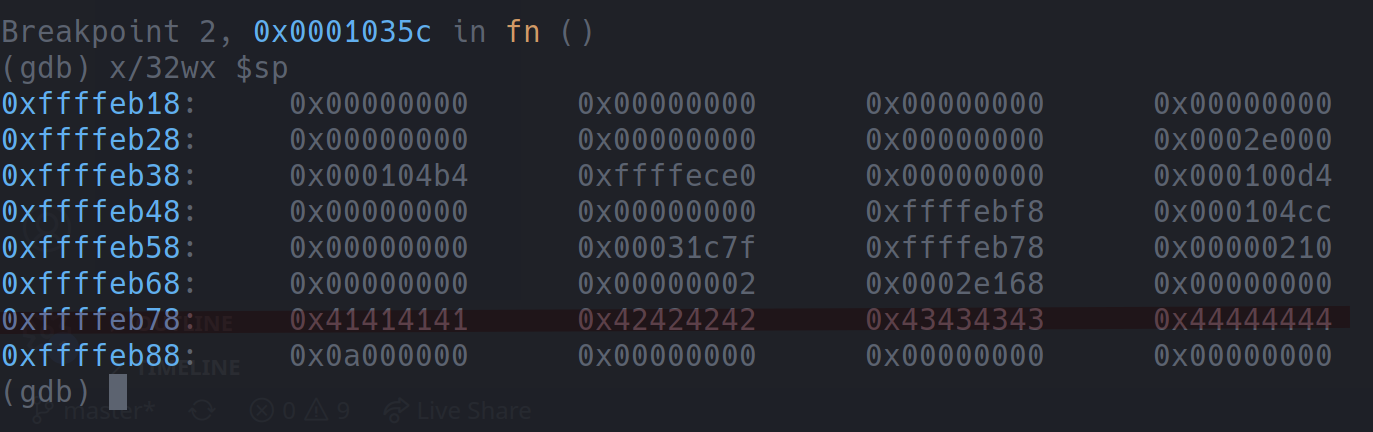 Breakpoint 2, 0x0001035c in fn ()
(gdb) x/32wx $sp
0xffffeb18: 0x00000000 0x00000000 0x00000000 0x00000000
0xffffeb28: 0x00000000 0x00000000 0x00000000 0x0002e000
0xffffeb38: 0x000104b4 0xffffece0 0x00000000 0x000100d4
0xffffeb48: 0x00000000 0x00000000 0xffffebf8 0x000104cc
0xffffeb58: 0x00000000 0x00031c7f 0xffffeb78 0x00000210
0xffffeb68: 0x00000000 0x00000002 0x0002e168 0x00000000
0xffffeb78: 0x41414141 0x42424242 0x43434343 0x44444444
0xffffeb88: 0x0a000000 0x00000000 0x00000000 0x00000000
TIMELINE
(gdb)
master* 0 9 Live Share